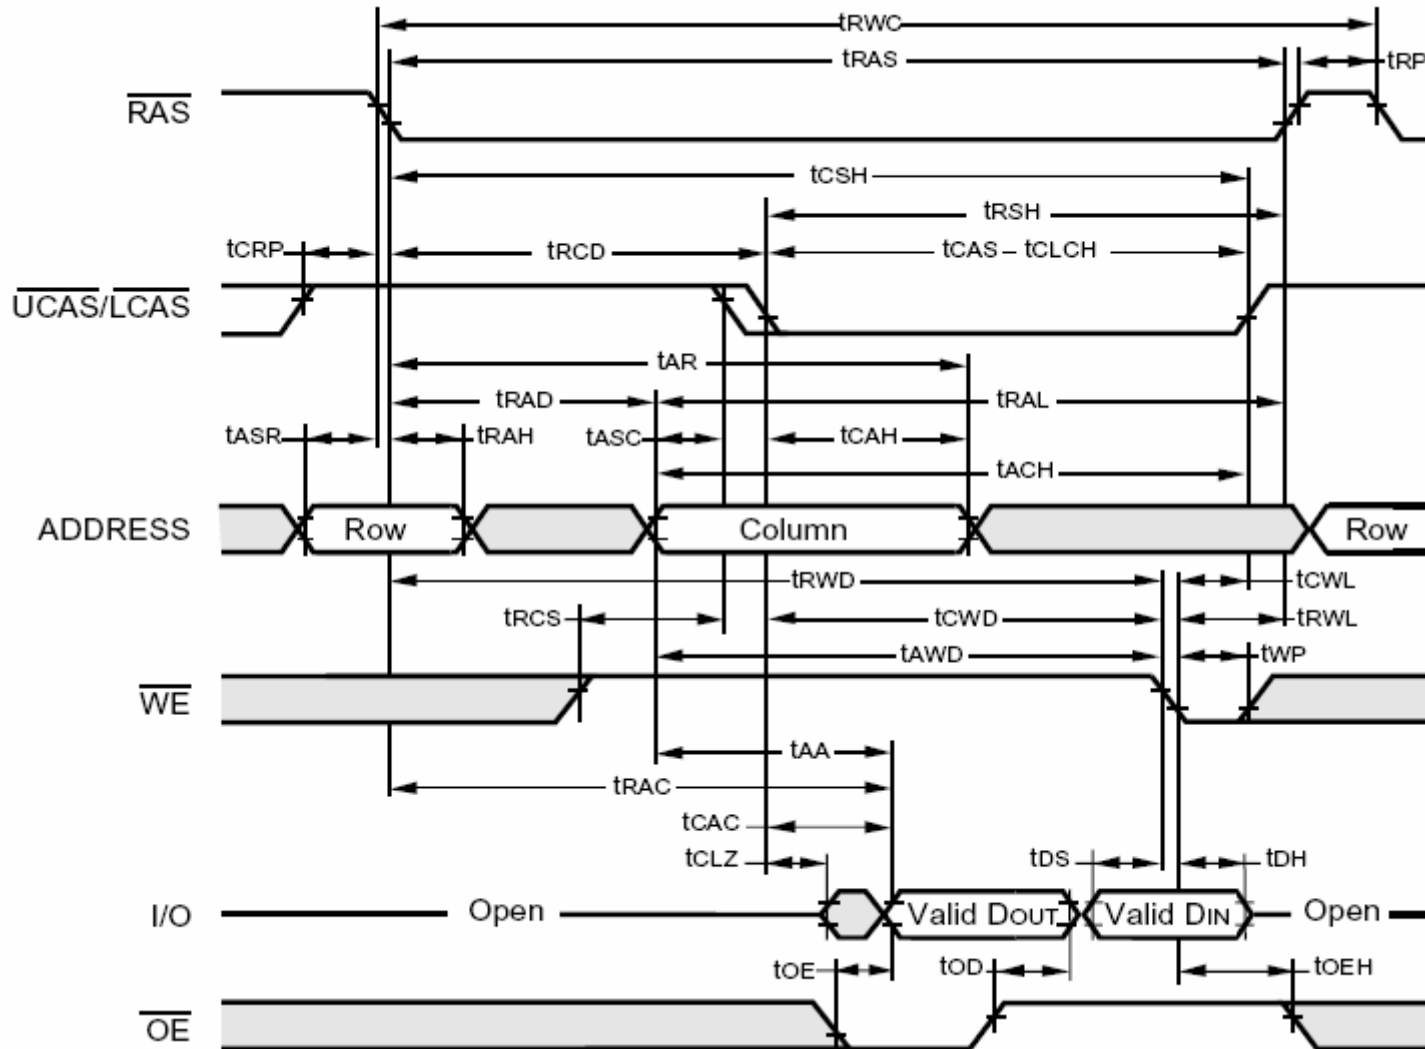 tRWC
tRAS tRP
RAS
tCSH
tRSH
tCRP tRCD tCAS – tCLCH
UCAS/LCAS
tAR
tRAD tRAL
tASR tRAH tASC tCAH
tACH
ADDRESS Row Column Row
tRWD tCWL
tRCS tCWD tRWL
tAWD tWP
WE
tAA
tRAC
tCAC
tCLZ tDS tDH
I/O Open Valid DOUT Valid DIN Open
tOE tOD tOEH
OE